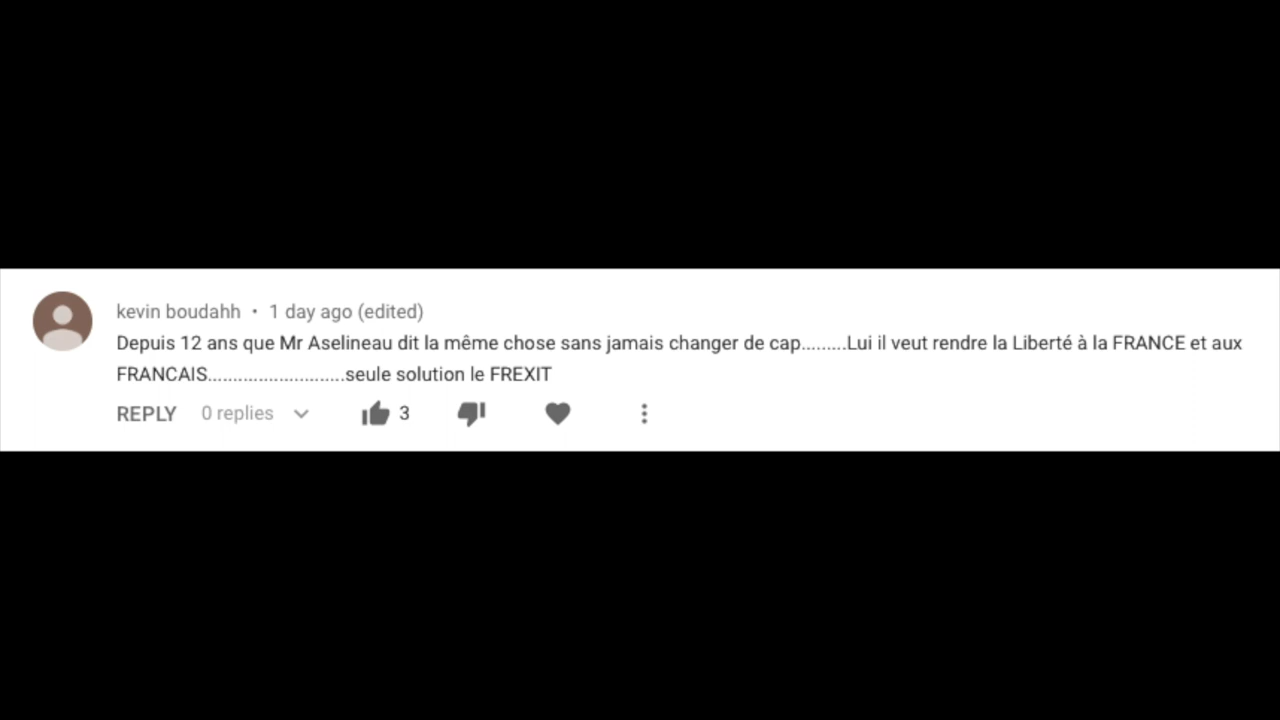 kevin boudahh • 1 day ago (edited)
Depuis 12 ans que Mr Aselineau dit la même chose sans jamais changer de cap.........Lui il veut rendre la Liberté à la FRANCE et aux
FRANCAIS...........................seule solution le FREXIT
REPLY 0 replies 3